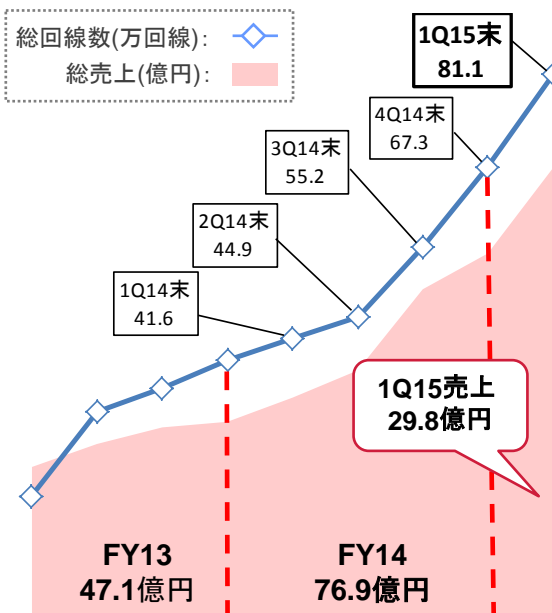 総回線数(万回線):
総売上(億円):
1Q15末
81.1
4Q14末
67.3
3Q14末
55.2
2Q14末
44.9
1Q14末
41.6
1Q15売上
29.8億円
FY13
47.1億円
FY14
76.9億円